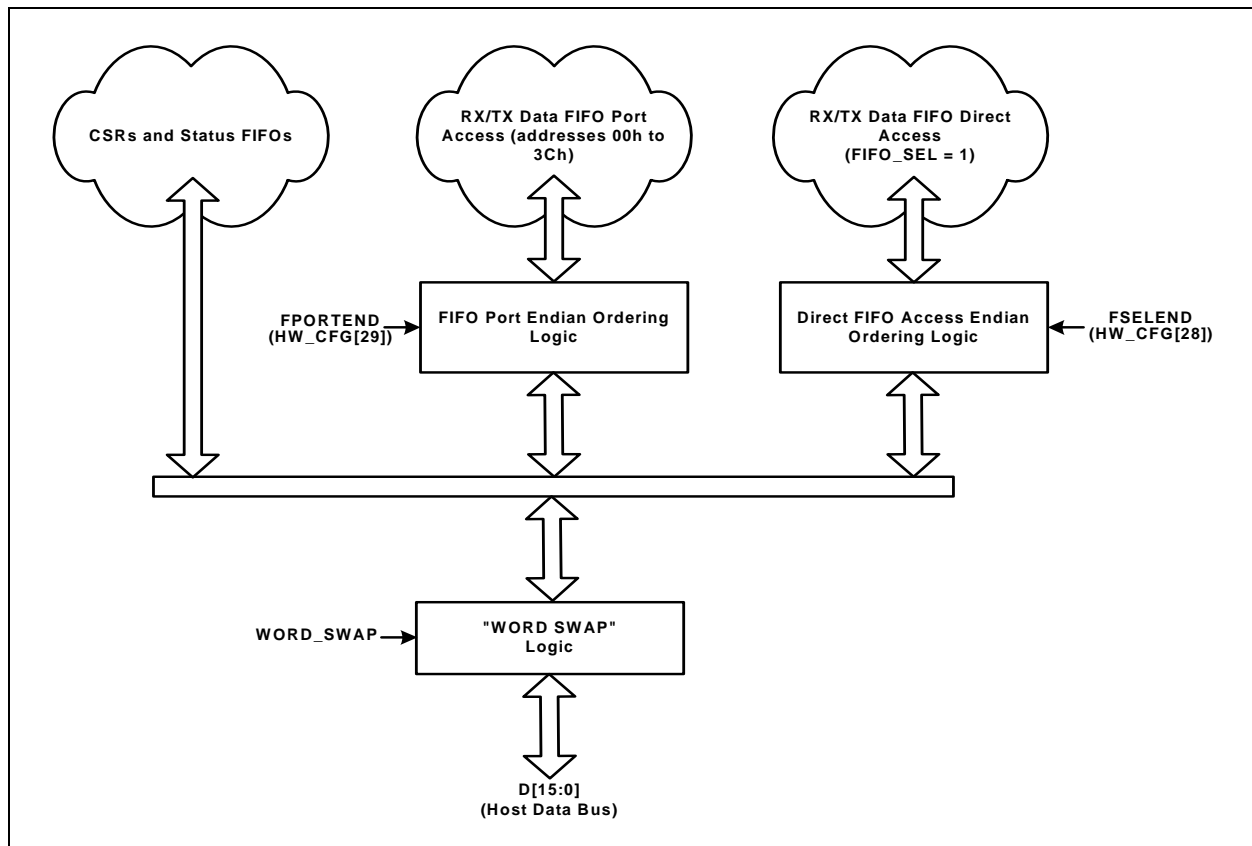 CSRs and Status FIFOs
RX/TX Data FIFO Port
Access (addresses 00h to
3Ch)
RX/TX Data FIFO Direct
Access
(FIFO_SEL = 1)
FPORTEND
(HW_CFG[29])
FIFO Port Endian Ordering
Logic
Direct FIFO Access Endian
Ordering Logic
FSELEND
(HW_CFG[28])
WORD_SWAP
"WORD SWAP"
Logic
D[15:0]
(Host Data Bus)